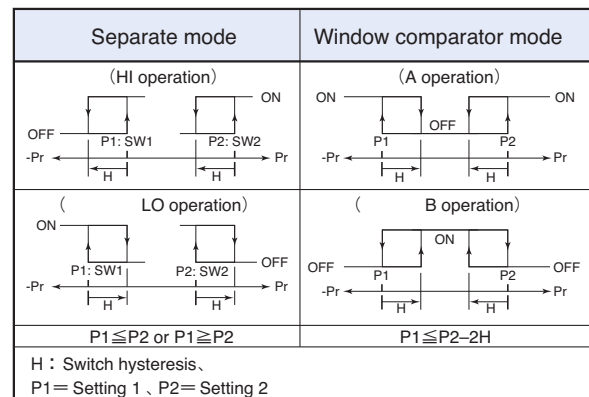 Separate mode
Window comparator mode
(HI operation)
ON
OFF
P1: SW1
P2: SW2
-Pr
Pr
H
H
(A operation)
ON
ON
OFF
P1
P2
-Pr
Pr
H
H
( LO operation)
ON
P1: SW1
P2: SW2
OFF
-Pr
Pr
H
H
( B operation)
ON
OFF
P1
P2
OFF
-Pr
Pr
H
H
P1≦P2 or P1≧P2
P1≦P2–2H
H : Switch hysteresis、
P1= Setting 1 、P2= Setting 2